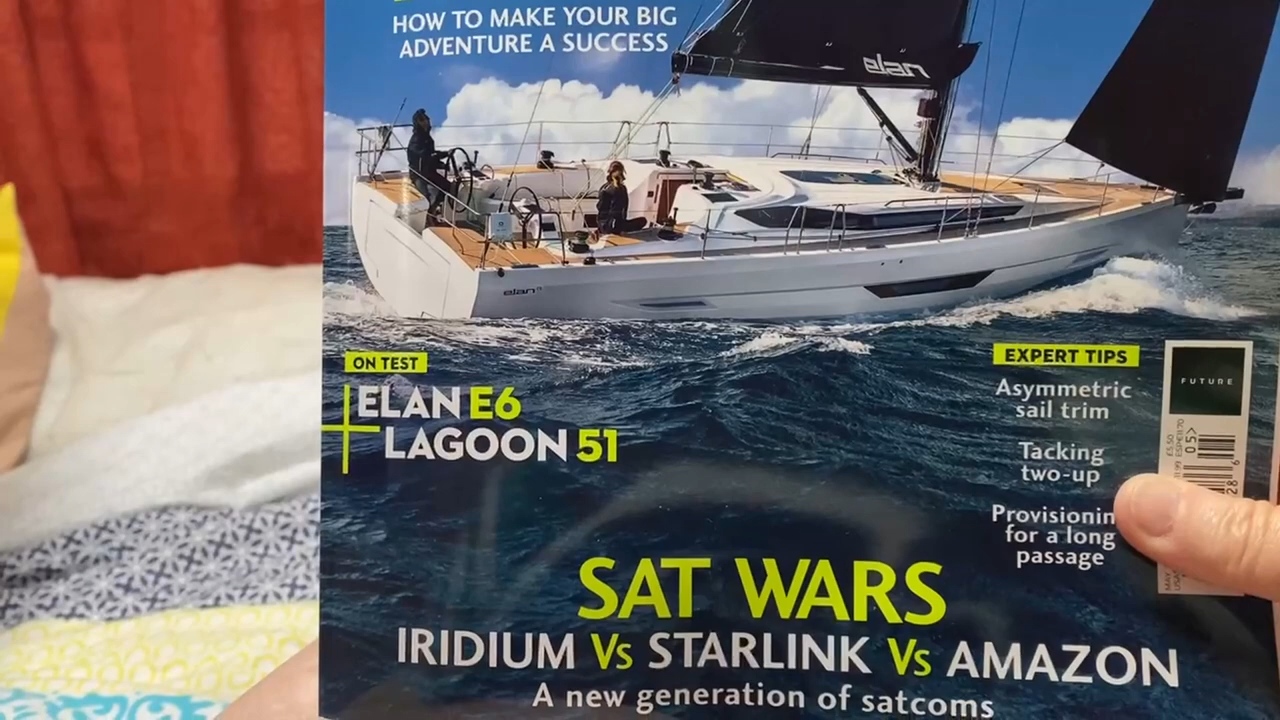 HOW TO MAKE YOUR BIG
ADVENTURE A SUCCESS
elan
elan
ON TEST
ELAN E6
LAGOON 51
EXPERT TIPS
Asymmetric
sail trim
Tacking
two-up
Provisionin
for a long
passage
FUTURE
£5.50
05>
SAT WARS
IRIDIUM Vs STARLINK Vs AMAZON
A new generation of satcoms